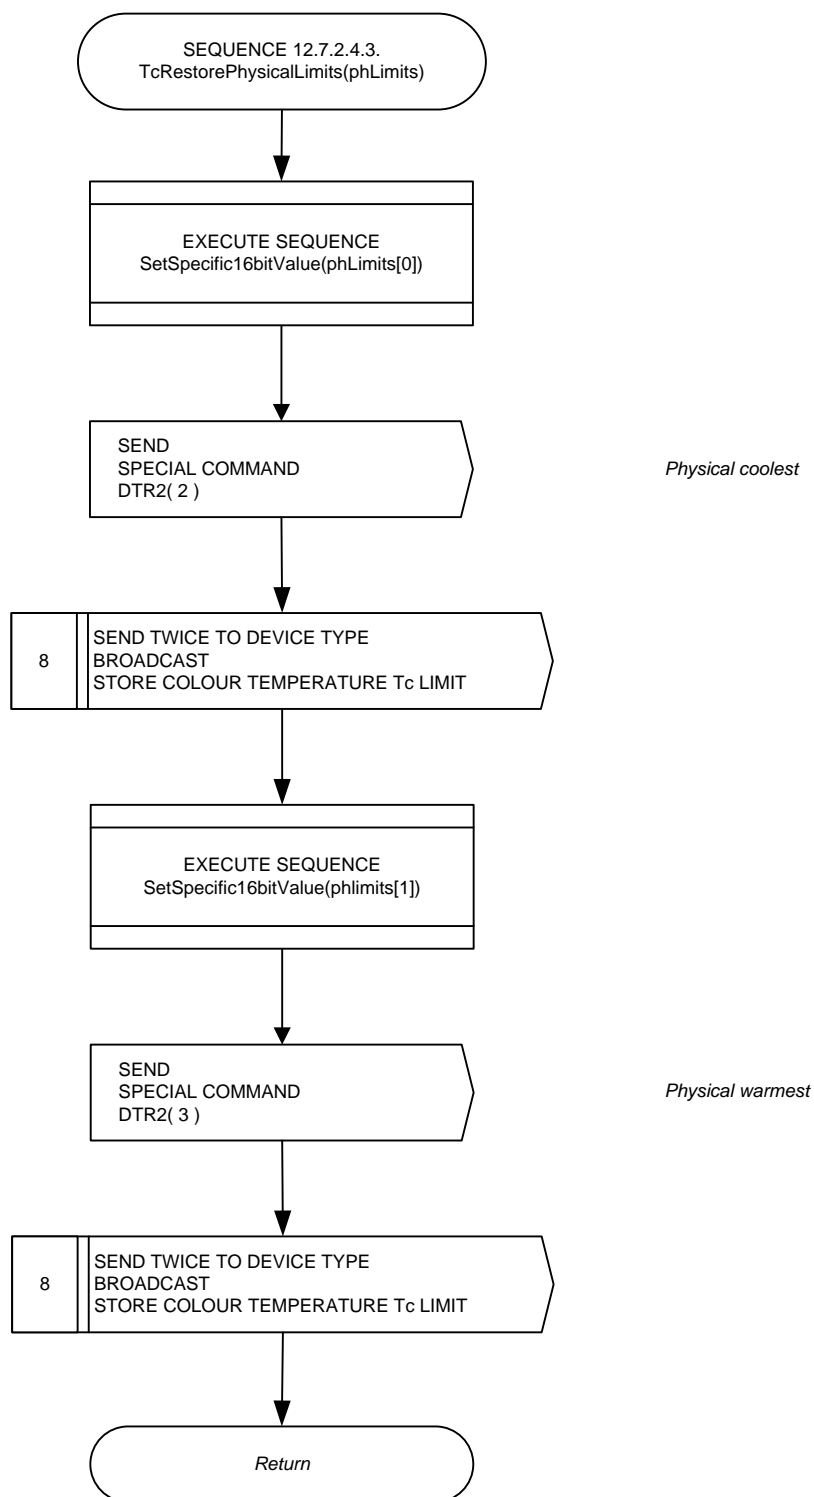 SEQUENCE 12.7.2.4.3.
TcRestorePhysicalLimits(phLimits)
EXECUTE SEQUENCE
SetSpecific16bitValue(phLimits[0])
SEND
SPECIAL COMMAND
DTR2( 2 )
Physical coolest
8
SEND TWICE TO DEVICE TYPE
BROADCAST
STORE COLOUR TEMPERATURE Tc LIMIT
EXECUTE SEQUENCE
SetSpecific16bitValue(phlimits[1])
SEND
SPECIAL COMMAND
DTR2( 3 )
Physical warmest
8
SEND TWICE TO DEVICE TYPE
BROADCAST
STORE COLOUR TEMPERATURE Tc LIMIT
Return